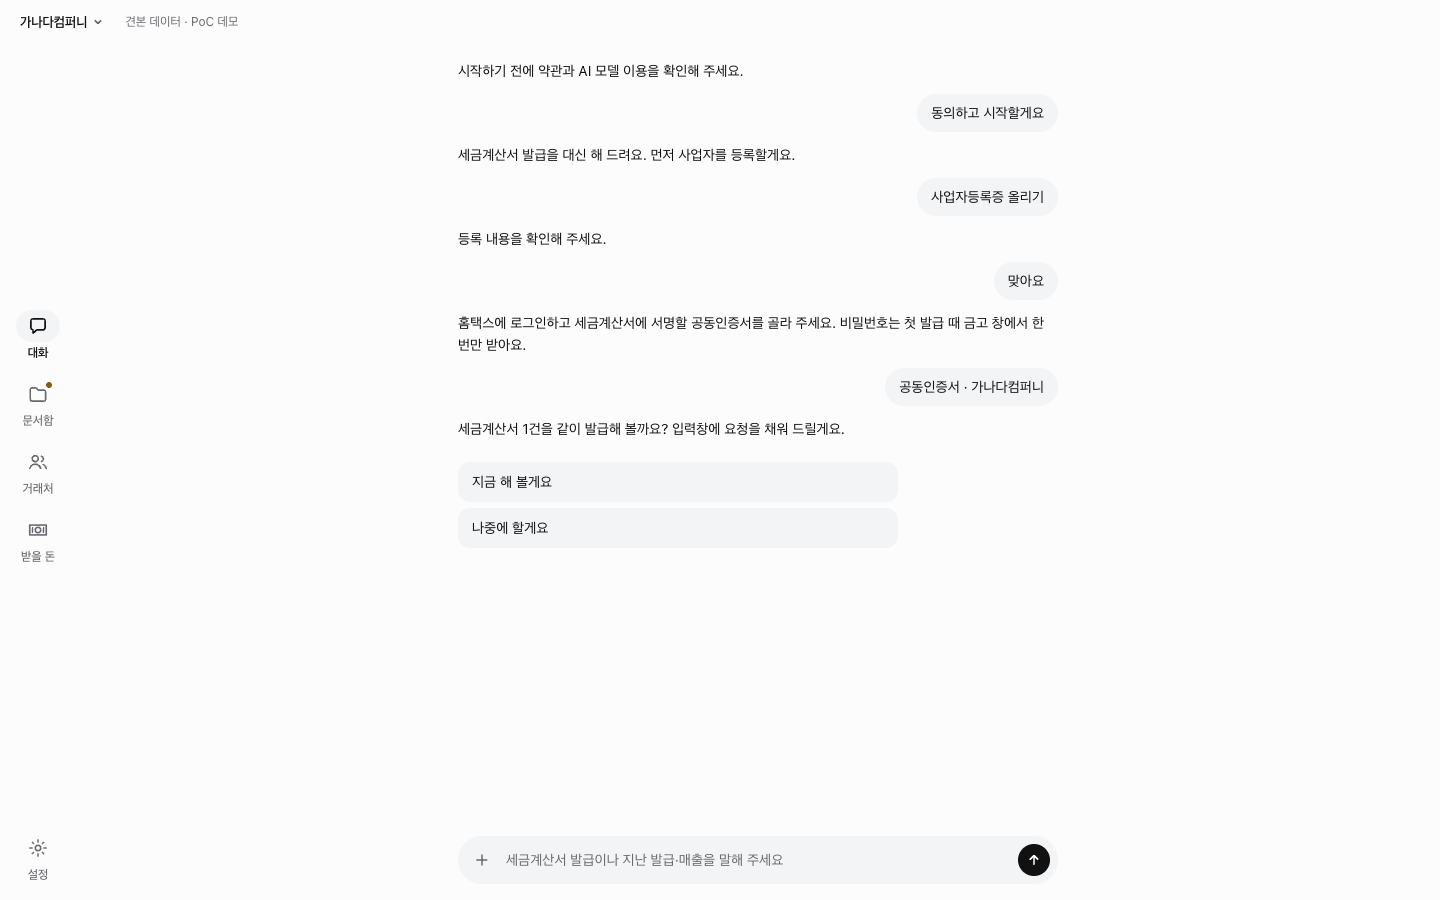 가나다컴퍼니
견본 데이터 · PoC 데모
시작하기 전에 약관과 AI 모델 이용을 확인해 주세요.
동의하고 시작할게요
세금계산서 발급을 대신 해 드려요. 먼저 사업자를 등록할게요.
사업자등록증 올리기
등록 내용을 확인해 주세요.
맞아요
홈택스에 로그인하고 세금계산서에 서명할 공동인증서를 골라 주세요. 비밀번호는 첫 발급 때 금고 창에서 한
번만 받아요.
공동인증서 · 가나다컴퍼니
세금계산서 1건을 같이 발급해 볼까요? 입력창에 요청을 채워 드릴게요.
지금 해 볼게요
나중에 할게요
대화
문서함
거래처
받을 돈
설정
세금계산서 발급이나 지난 발급·매출을 말해 주세요